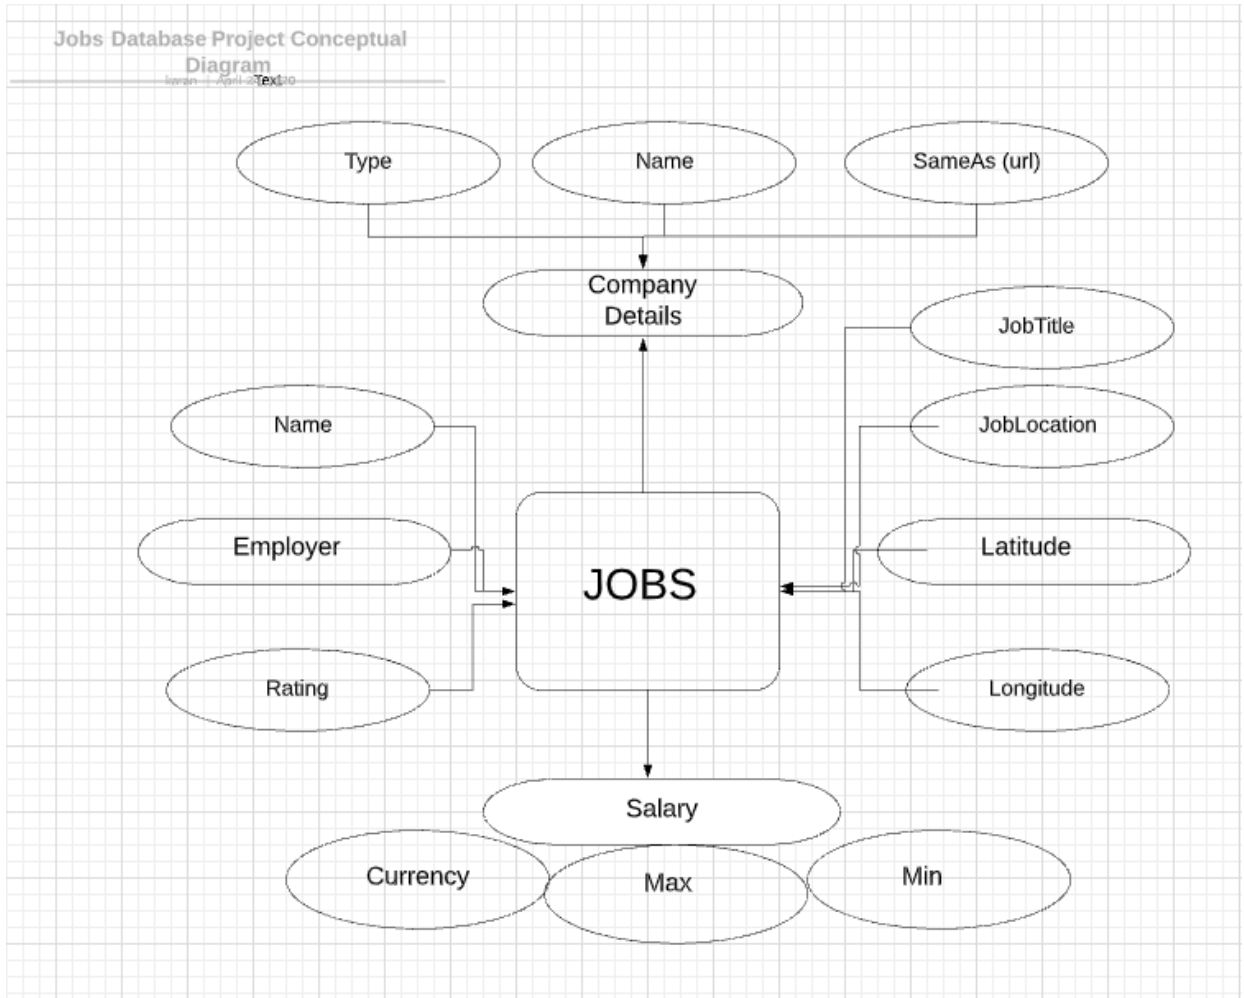 Jobs Database Project Conceptual
Diagram
Text
Type
Name
SameAs (url)
Company
Details
JobTitle
Name
JobLocation
Employer
Latitude
JOBS
Rating
Longitude
Salary
Currency
Max
Min